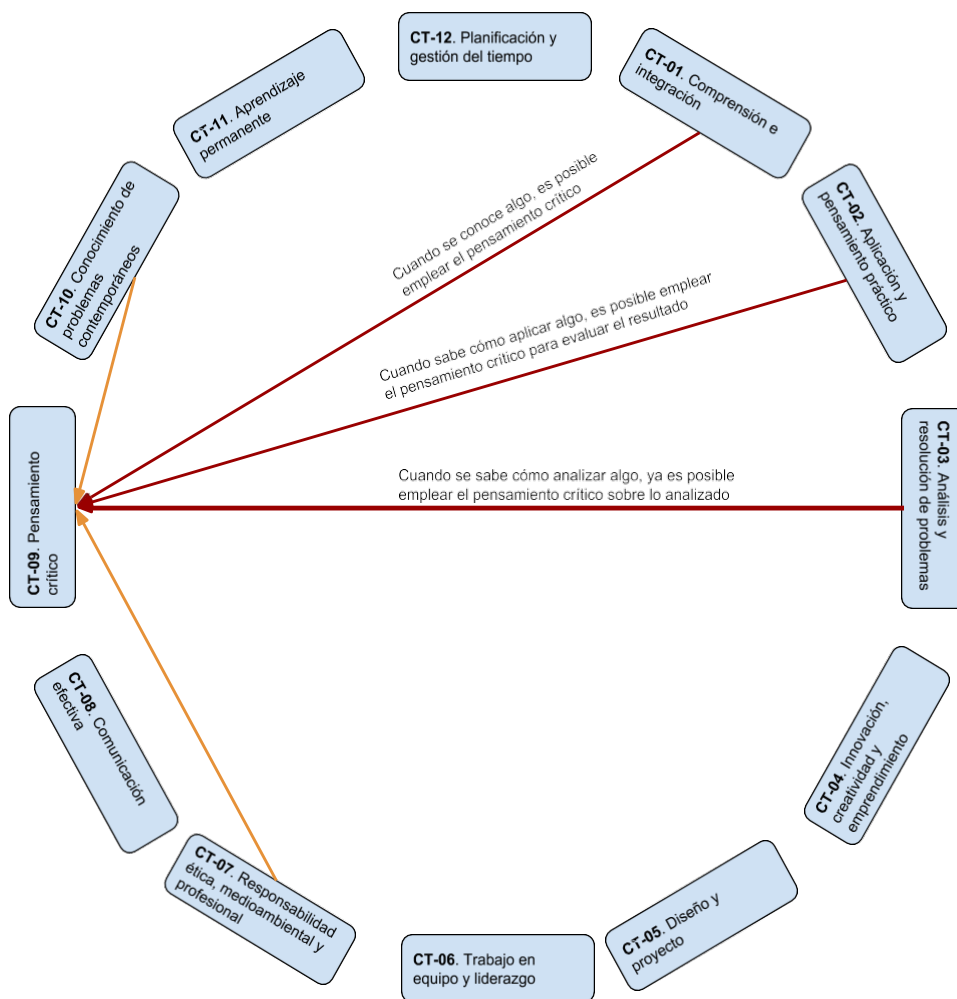 CT-12. Planificación y
gestión del tiempo
CT-01. Comprensión e
integración
CT-02. Aplicación y
pensamiento práctico
CT-03. Análisis y
resolución de problemas
CT-04. Innovación,
creatividad y
emprendimiento
CT-05. Diseño y
proyecto
CT-06. Trabajo en
equipo y liderazgo
CT-07. Responsabilidad
ética, medioambiental y
profesional
CT-08. Comunicación
efectiva
CT-09. Pensamiento
crítico
CT-10. Conocimiento de
problemas
contemporáneos
CT-11. Aprendizaje
permanente
Cuando se conoce algo, es posible
emplear el pensamiento crítico
Cuando sabe cómo aplicar algo, es posible emplear
el pensamiento crítico para evaluar el resultado
Cuando se sabe cómo analizar algo, ya es posible
emplear el pensamiento crítico sobre lo analizado